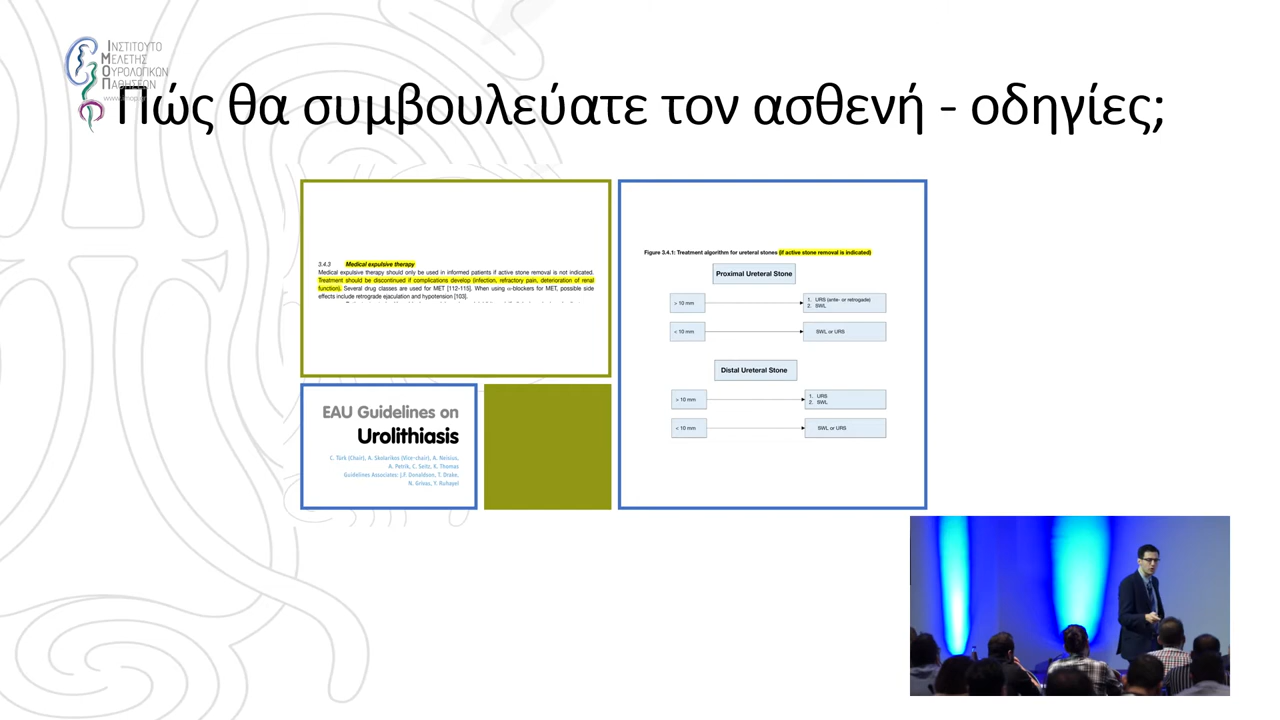 ΙΝΣΤΙΤΟΥΤΟ
ΜΕΛΕΤΗΣ
ΟΥΡΟΛΟΓΙΚΩΝ
ΠΑΘΗΣΕΩΝ
Πώς θα συμβουλεύατε τον ασθενή - οδηγίες;
3.4.3 Medical expulsive therapy
Medical expulsive therapy should only be used in informed patients if active stone removal is not indicated.
Treatment should be discontinued if complications develop (infection, refractory pain, deterioration of renal
function). Several drug classes are used for MET [112-115]. When using α-blockers for MET, possible side
effects include retrograde ejaculation and hypotension [103].
EAU Guidelines on
Urolithiasis
C. Türk (Chair), A. Skolarikos (Vice-chair), A. Neisius,
A. Petrik, C. Seitz, K. Thomas
Guidelines Associates: J.F. Donaldson, T. Drake,
N. Grivas, Y. Ruhayel
Figure 3.4.1: Treatment algorithm for ureteral stones (if active stone removal is indicated)
Proximal Ureteral Stone
> 10 mm
1. URS (ante- or retrograde)
2. SWL
< 10 mm
SWL or URS
Distal Ureteral Stone
> 10 mm
1. URS
2. SWL
< 10 mm
SWL or URS